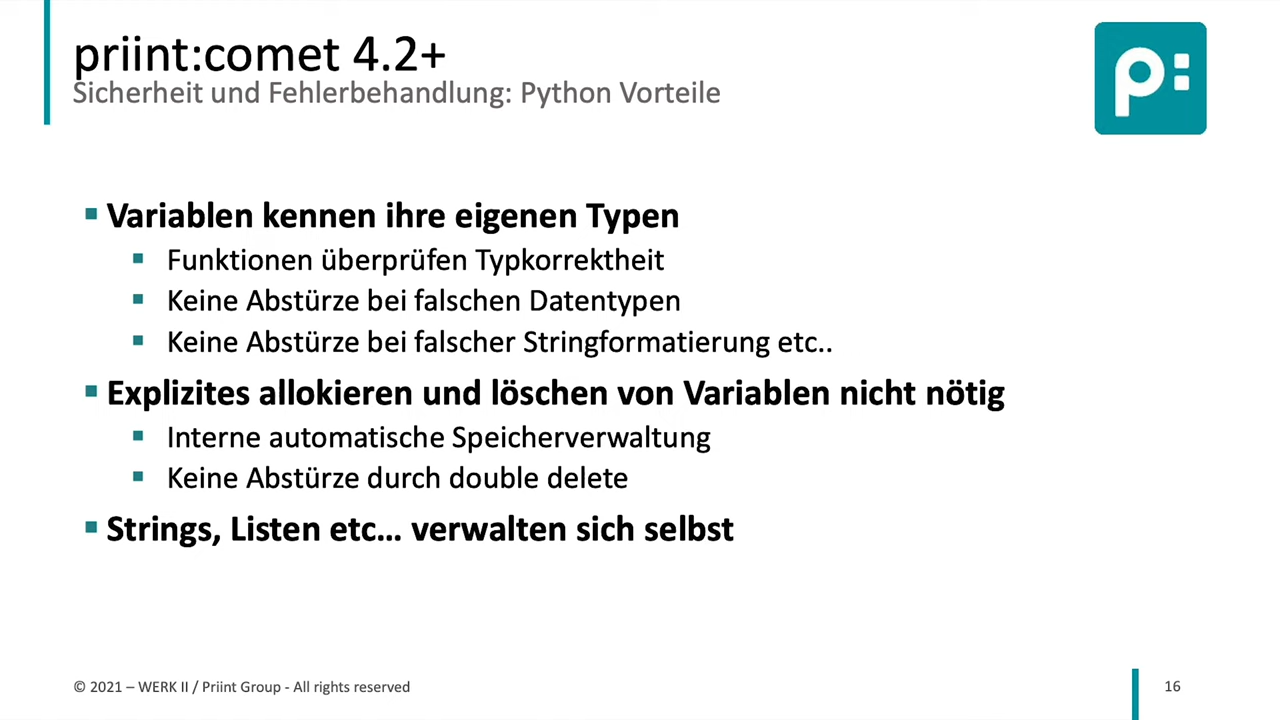 priint:comet 4.2+
Sicherheit und Fehlerbehandlung: Python Vorteile
p:
Variablen kennen ihre eigenen Typen
Funktionen überprüfen Typkorrektheit
Keine Abstürze bei falschen Datentypen
Keine Abstürze bei falscher Stringformatierung etc..
Explizites allokieren und löschen von Variablen nicht nötig
Interne automatische Speicherverwaltung
Keine Abstürze durch double delete
Strings, Listen etc… verwalten sich selbst
© 2021 – WERK II / Priint Group - All rights reserved
16